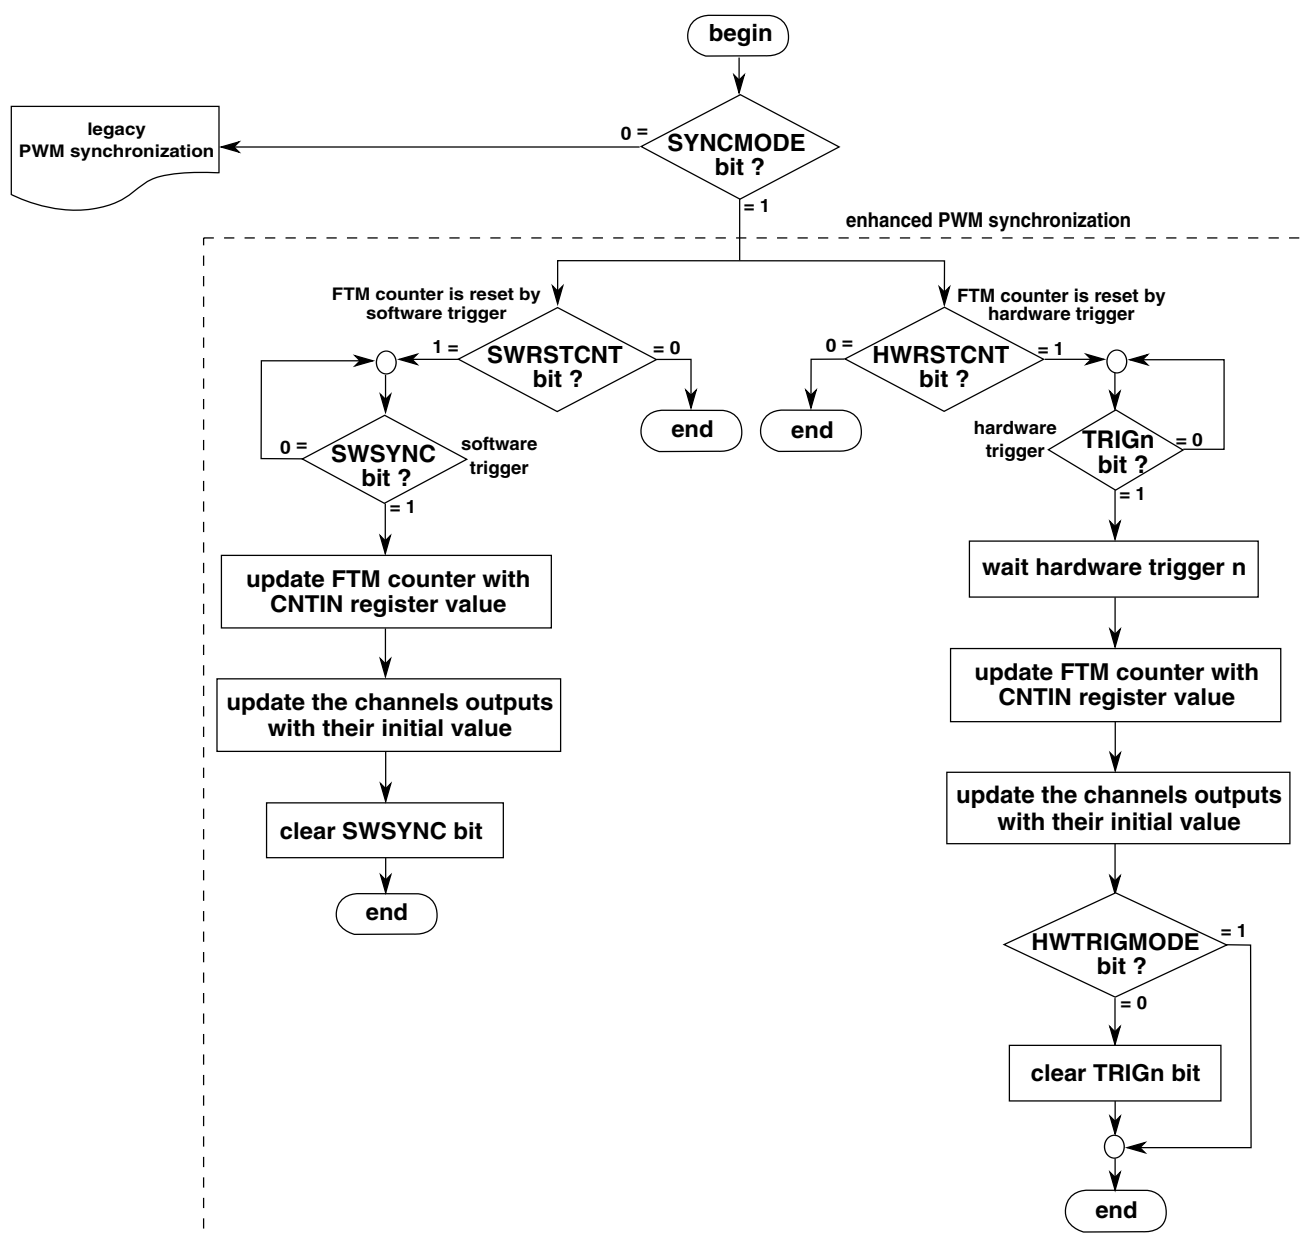 begin
legacy
PWM synchronization
0 =
SYNCMODE
bit ?
= 1
enhanced PWM synchronization
FTM counter is reset by
software trigger
1 =
SWRSTCNT
bit ?
= 0
end
0 =
SWSYNC
bit ?
software
trigger
= 1
update FTM counter with
CNTIN register value
update the channels outputs
with their initial value
clear SWSYNC bit
end
FTM counter is reset by
hardware trigger
0 =
HWRSTCNT
bit ?
= 1
end
hardware
trigger
TRIGn
bit ?
= 0
= 1
wait hardware trigger n
update FTM counter with
CNTIN register value
update the channels outputs
with their initial value
HWTRIGMODE
bit ?
= 1
= 0
clear TRIGn bit
end